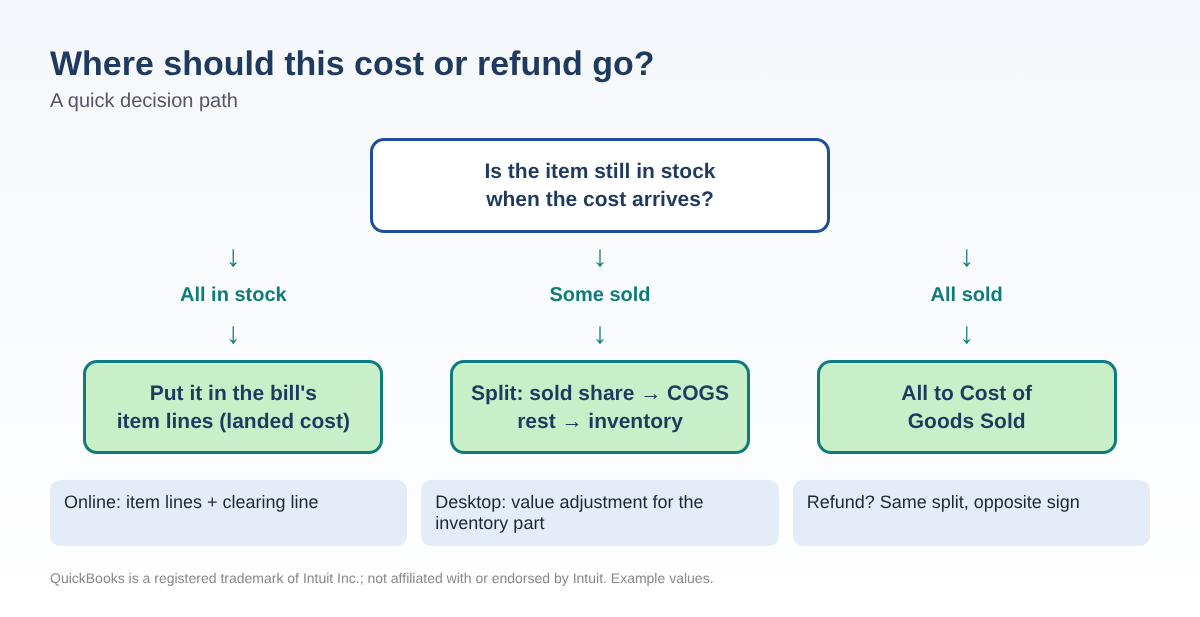 Where should this cost or refund go?
A quick decision path
Is the item still in stock
when the cost arrives?
↓ ↓ ↓
All in stock Some sold All sold
↓ ↓ ↓
Put it in the bill's
item lines (landed cost)
Split: sold share → COGS
rest → inventory
All to Cost of
Goods Sold
Online: item lines + clearing line
Desktop: value adjustment for the
inventory part
Refund? Same split, opposite sign
QuickBooks is a registered trademark of Intuit Inc.; not affiliated with or endorsed by Intuit. Example values.